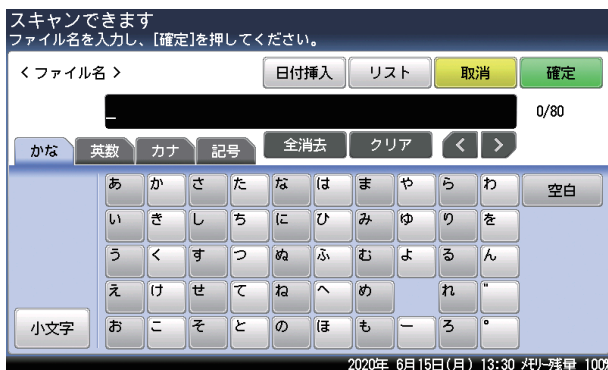 スキャンできます
ファイル名を入力し、[確定]を押してください。
< ファイル名 >
日付挿入 リスト 取消 確定
_ 0/80
かな 英数 カナ 記号 全消去 クリア < >
あ か さ た な は ま や ら わ 空白
い き し ち に ひ み ゆ り を
う く す つ ぬ ふ む よ る ん
え け せ て ね へ め れ ゛
小文字 お こ そ と の ほ も ー ろ ゜
2020年 6月15日(月) 13:30 メモリー残量 100%